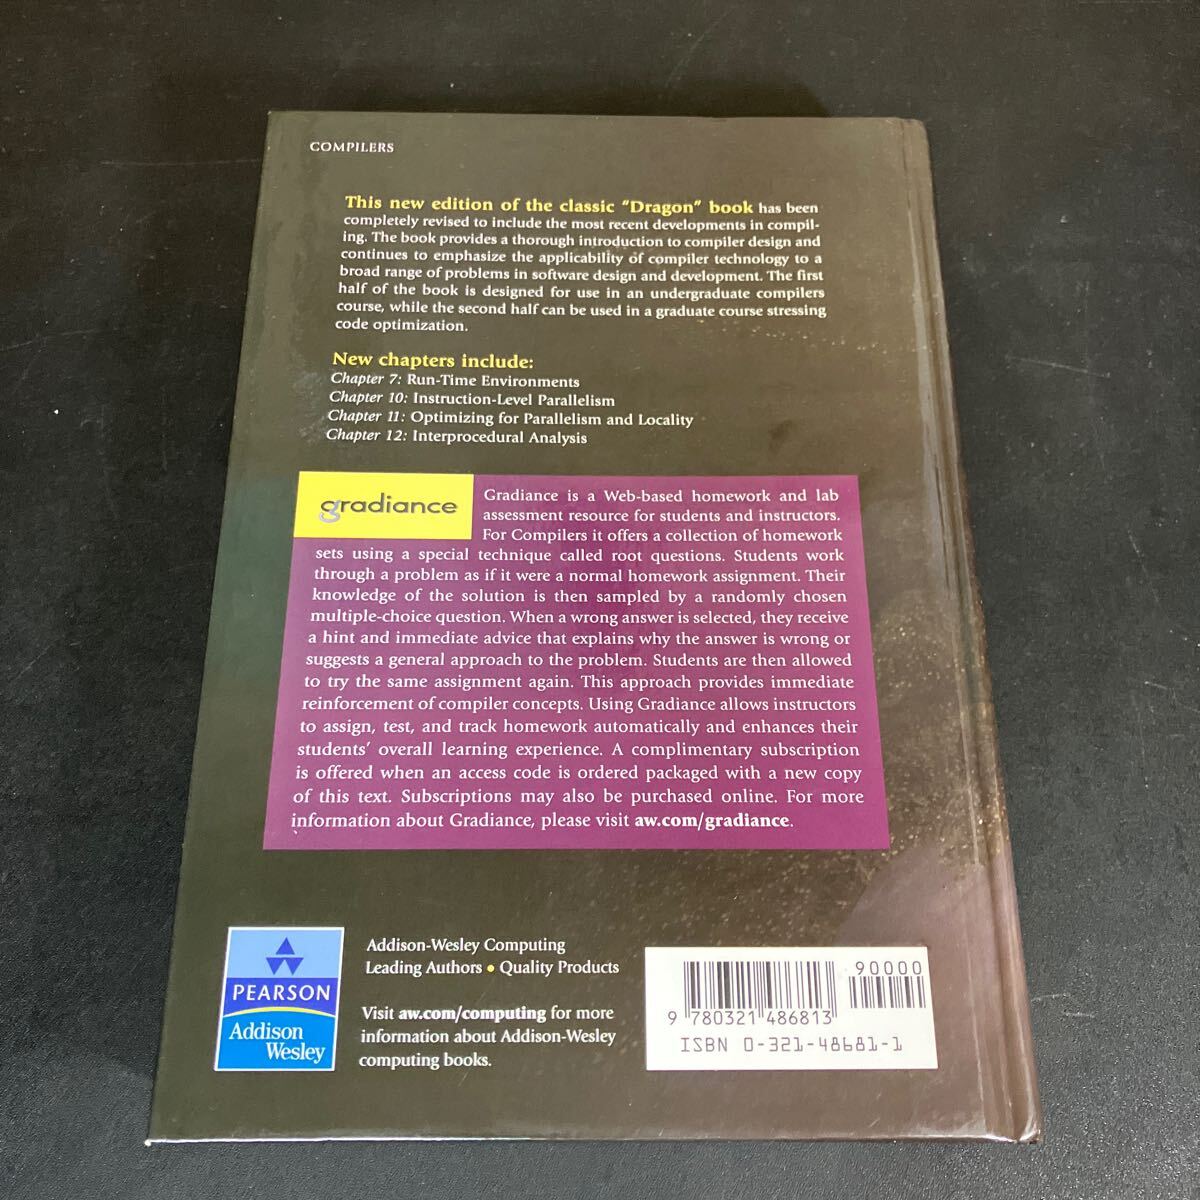 COMPILERS
This new edition of the classic "Dragon" book has been
completely revised to include the most recent developments in compil-
ing. The book provides a thorough introduction to compiler design and
continues to emphasize the applicability of compiler technology to a
broad range of problems in software design and development. The first
half of the book is designed for use in an undergraduate compilers
course, while the second half can be used in a graduate course stressing
code optimization.
New chapters include:
Chapter 7: Run-Time Environments
Chapter 10: Instruction-Level Parallelism
Chapter 11: Optimizing for Parallelism and Locality
Chapter 12: Interprocedural Analysis
gradiance
Gradiance is a Web-based homework and lab
assessment resource for students and instructors.
For Compilers it offers a collection of homework
sets using a special technique called root questions. Students work
through a problem as if it were a normal homework assignment. Their
knowledge of the solution is then sampled by a randomly chosen
multiple-choice question. When a wrong answer is selected, they receive
a hint and immediate advice that explains why the answer is wrong or
suggests a general approach to the problem. Students are then allowed
to try the same assignment again. This approach provides immediate
reinforcement of compiler concepts. Using Gradiance allows instructors
to assign, test, and track homework automatically and enhances their
students' overall learning experience. A complimentary subscription
is offered when an access code is ordered packaged with a new copy
of this text. Subscriptions may also be purchased online. For more
information about Gradiance, please visit aw.com/gradiance.
PEARSON
Addison
Wesley
Addison-Wesley Computing
Leading Authors • Quality Products
Visit aw.com/computing for more
information about Addison-Wesley
computing books.
90000
9 780321 486813
ISBN 0-321-48681-1